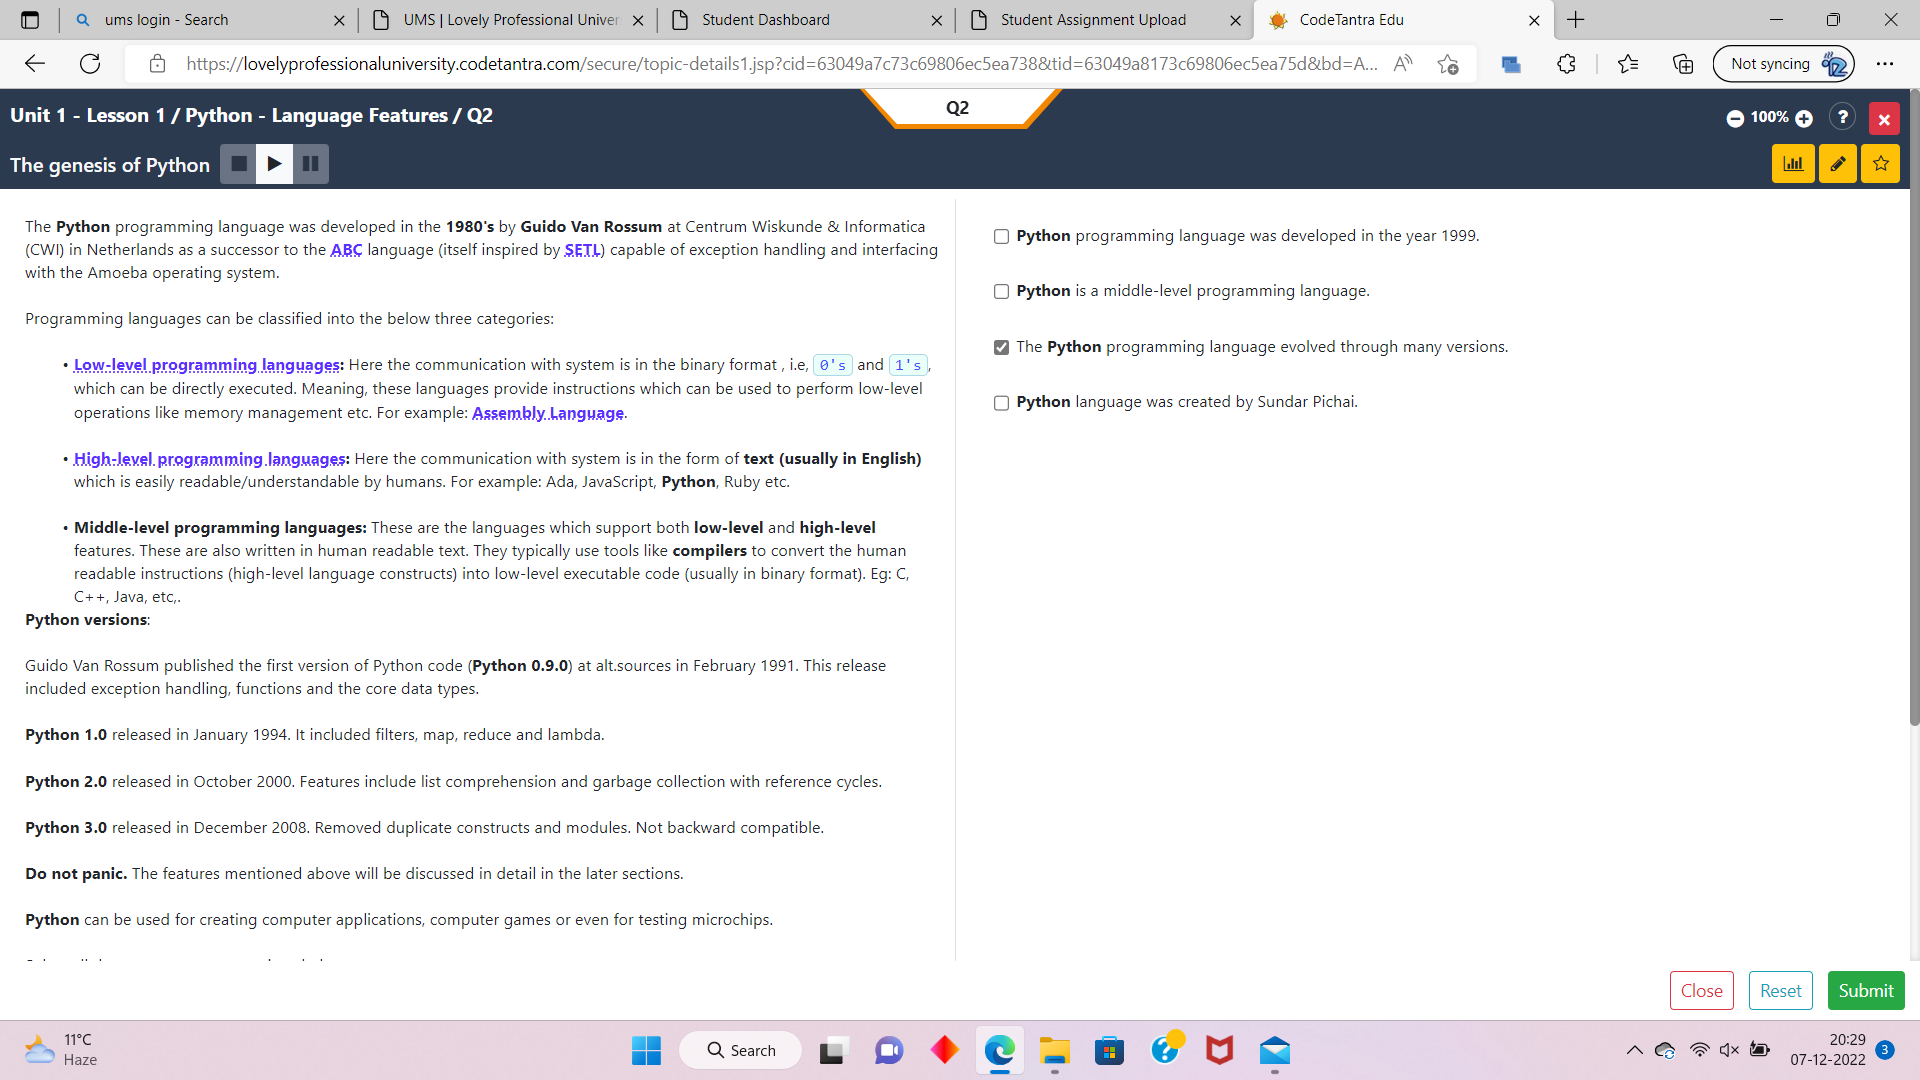 ums login - Search
UMS | Lovely Professional Univer
Student Dashboard
Student Assignment Upload
CodeTantra Edu
https://lovelyprofessionaluniversity.codetantra.com/secure/topic-details1.jsp?cid=63049a7c73c69806ec5ea738&tid=63049a8173c69806ec5ea75d&bd=A...
Not syncing
Unit 1 - Lesson 1 / Python - Language Features / Q2
Q2
100%
?
The genesis of Python
The Python programming language was developed in the 1980's by Guido Van Rossum at Centrum Wiskunde & Informatica
(CWI) in Netherlands as a successor to the ABC language (itself inspired by SETL) capable of exception handling and interfacing
with the Amoeba operating system.
Programming languages can be classified into the below three categories:
• Low-level programming languages: Here the communication with system is in the binary format , i.e, 0's and 1's,
which can be directly executed. Meaning, these languages provide instructions which can be used to perform low-level
operations like memory management etc. For example: Assembly Language.
• High-level programming languages: Here the communication with system is in the form of text (usually in English)
which is easily readable/understandable by humans. For example: Ada, JavaScript, Python, Ruby etc.
• Middle-level programming languages: These are the languages which support both low-level and high-level
features. These are also written in human readable text. They typically use tools like compilers to convert the human
readable instructions (high-level language constructs) into low-level executable code (usually in binary format). Eg: C,
C++, Java, etc,.
Python versions:
Guido Van Rossum published the first version of Python code (Python 0.9.0) at alt.sources in February 1991. This release
included exception handling, functions and the core data types.
Python 1.0 released in January 1994. It included filters, map, reduce and lambda.
Python 2.0 released in October 2000. Features include list comprehension and garbage collection with reference cycles.
Python 3.0 released in December 2008. Removed duplicate constructs and modules. Not backward compatible.
Do not panic. The features mentioned above will be discussed in detail in the later sections.
Python can be used for creating computer applications, computer games or even for testing microchips.
Python programming language was developed in the year 1999.
Python is a middle-level programming language.
The Python programming language evolved through many versions.
Python language was created by Sundar Pichai.
Close
Reset
Submit
11°C
Haze
Search
20:29
07-12-2022
3